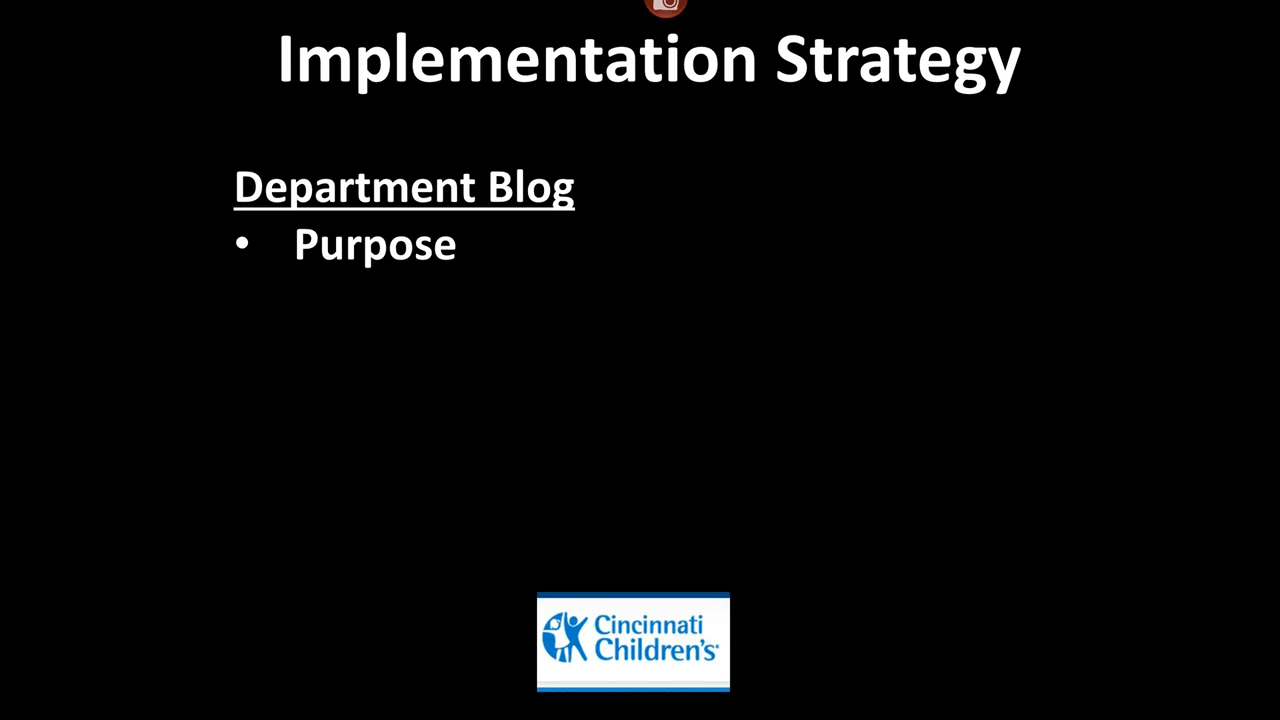 Implementation Strategy
Department Blog
• Purpose
Cincinnati
Children's